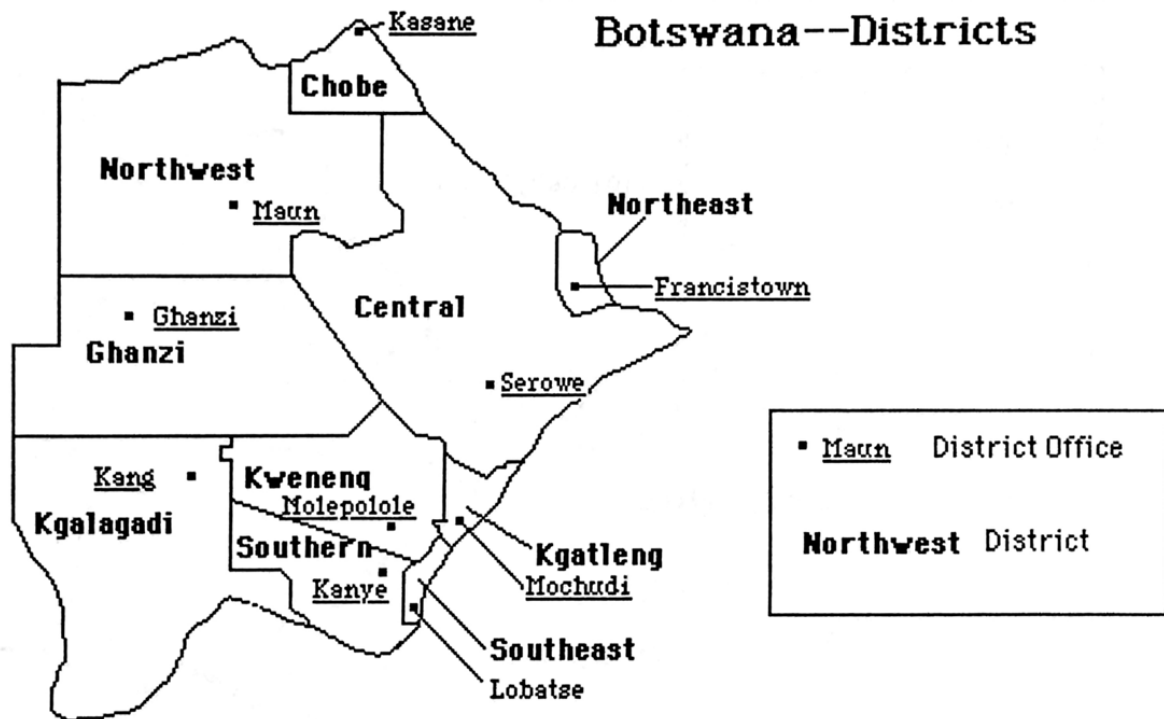 Botswana--Districts
Kasane
Chobe
Northwest
Maun
Northeast
Francistown
Central
Ghanzi
Ghanzi
Serowe
Maun District Office
Northwest District
Kang
Kgalagadi
Kweneng
Molepolole
Southern
Kanye
Kgatleng
Mochudi
Southeast
Lobatse